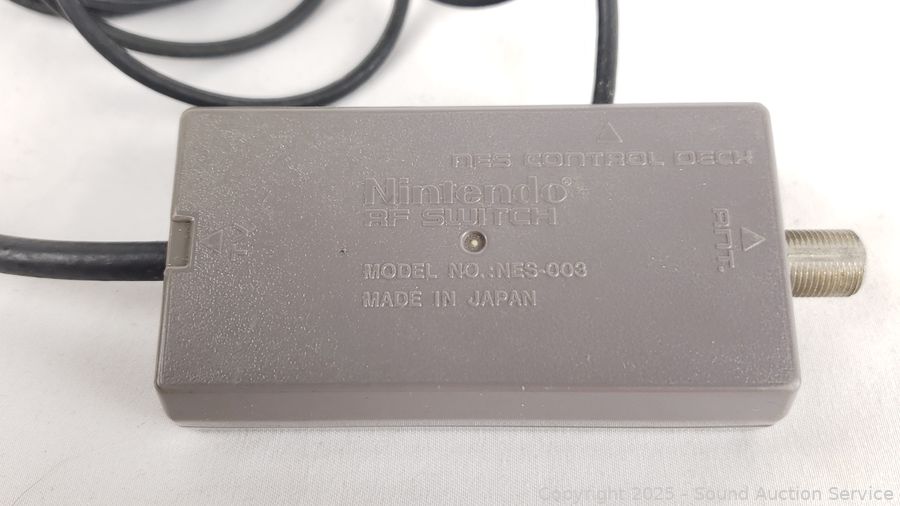 NES CONTROL DECK
Nintendo®
RF SWITCH
TV
ANT.
MODEL NO.:NES-003
MADE IN JAPAN
Copyright 2025 - Sound Auction Service